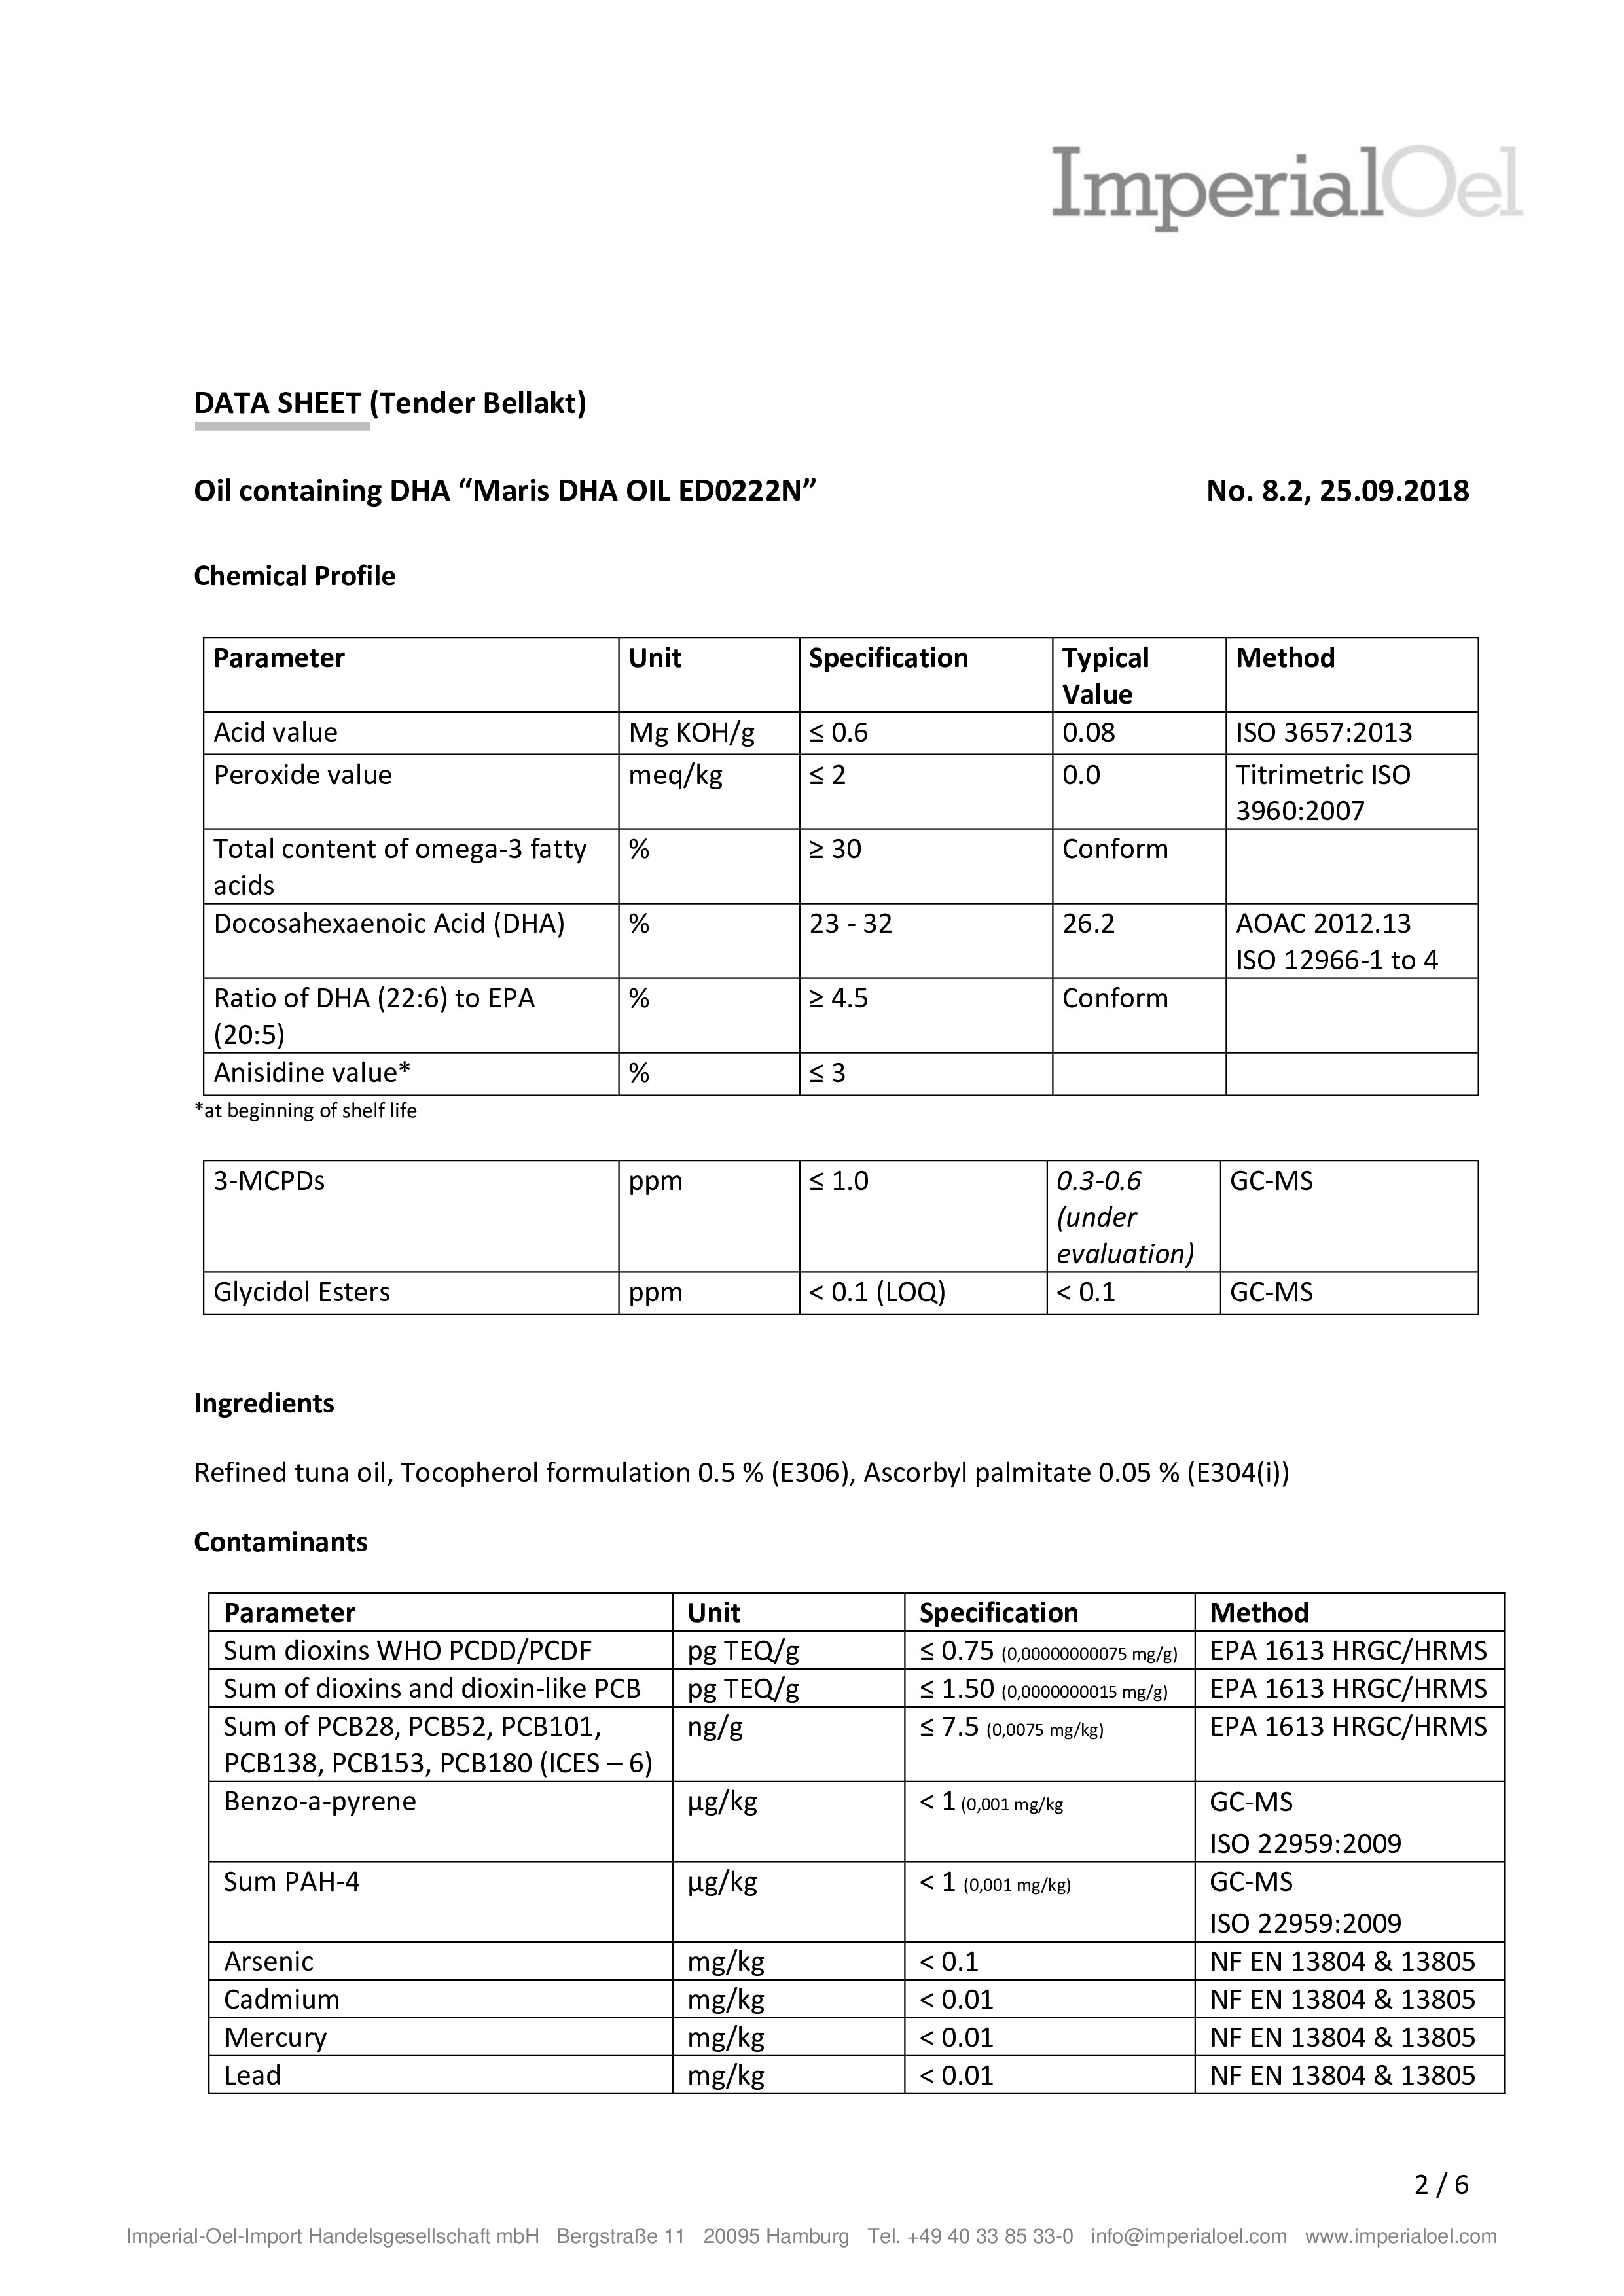 ImperialOel
DATA SHEET (Tender Bellakt)
Oil containing DHA “Maris DHA OIL ED0222N” No. 8.2, 25.09.2018
Chemical Profile
Parameter Unit Specification Typical Value Method
Acid value Mg KOH/g ≤ 0.6 0.08 ISO 3657:2013
Peroxide value meq/kg ≤ 2 0.0 Titrimetric ISO 3960:2007
Total content of omega-3 fatty acids % ≥ 30 Conform
Docosahexaenoic Acid (DHA) % 23 - 32 26.2 AOAC 2012.13 ISO 12966-1 to 4
Ratio of DHA (22:6) to EPA (20:5) % ≥ 4.5 Conform
Anisidine value* % ≤ 3
*at beginning of shelf life
3-MCPDs ppm ≤ 1.0 0.3-0.6 (under evaluation) GC-MS
Glycidol Esters ppm < 0.1 (LOQ) < 0.1 GC-MS
Ingredients
Refined tuna oil, Tocopherol formulation 0.5 % (E306), Ascorbyl palmitate 0.05 % (E304(i))
Contaminants
Parameter Unit Specification Method
Sum dioxins WHO PCDD/PCDF pg TEQ/g ≤ 0.75 (0,00000000075 mg/g) EPA 1613 HRGC/HRMS
Sum of dioxins and dioxin-like PCB pg TEQ/g ≤ 1.50 (0,0000000015 mg/g) EPA 1613 HRGC/HRMS
Sum of PCB28, PCB52, PCB101, PCB138, PCB153, PCB180 (ICES – 6) ng/g ≤ 7.5 (0,0075 mg/kg) EPA 1613 HRGC/HRMS
Benzo-a-pyrene µg/kg < 1 (0,001 mg/kg GC-MS ISO 22959:2009
Sum PAH-4 µg/kg < 1 (0,001 mg/kg) GC-MS ISO 22959:2009
Arsenic mg/kg < 0.1 NF EN 13804 & 13805
Cadmium mg/kg < 0.01 NF EN 13804 & 13805
Mercury mg/kg < 0.01 NF EN 13804 & 13805
Lead mg/kg < 0.01 NF EN 13804 & 13805
2 / 6
Imperial-Oel-Import Handelsgesellschaft mbH Bergstraße 11 20095 Hamburg Tel. +49 40 33 85 33-0 info@imperialoel.com www.imperialoel.com